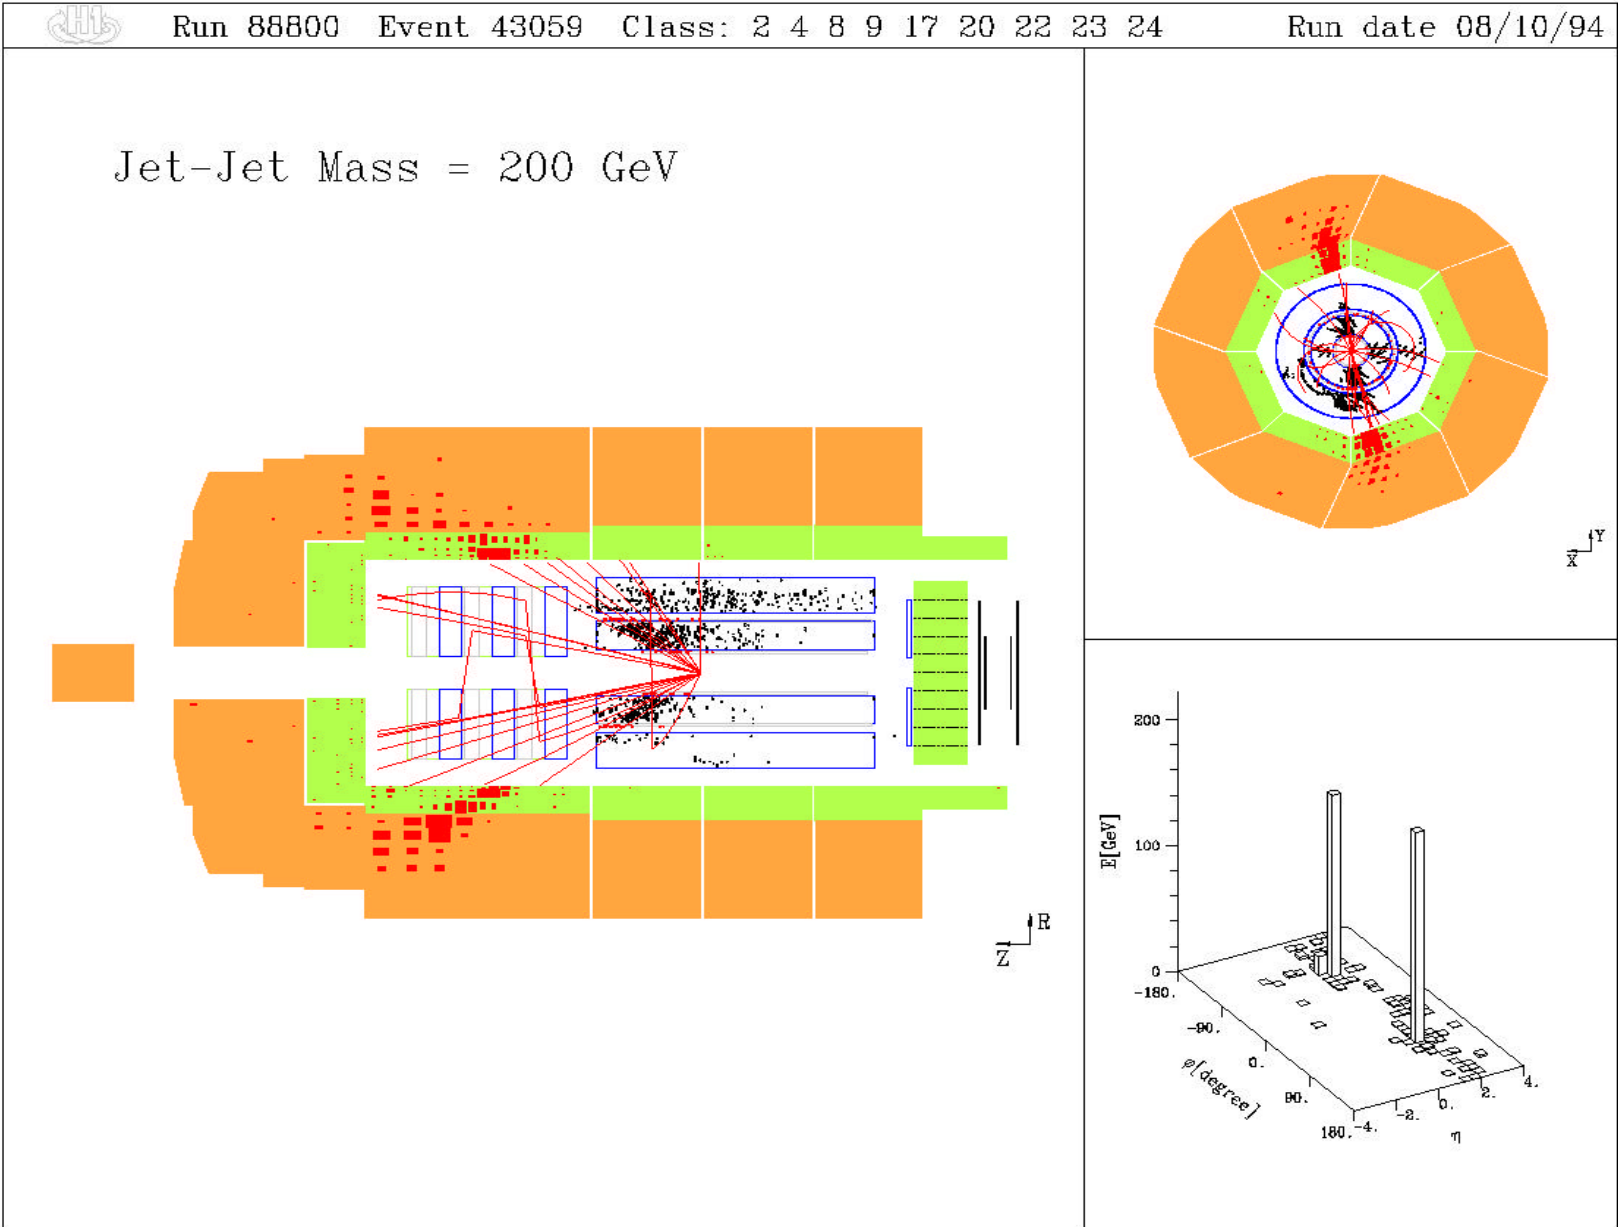 H1 Run 88800 Event 43059 Class: 2 4 8 9 17 20 22 23 24 Run date 08/10/94
Jet-Jet Mass = 200 GeV
Y
X
R
Z
E[GeV]
200
100
0
-180.
-90.
0.
90.
180.
φ[degree]
-4.
-2.
0.
2.
4.
η